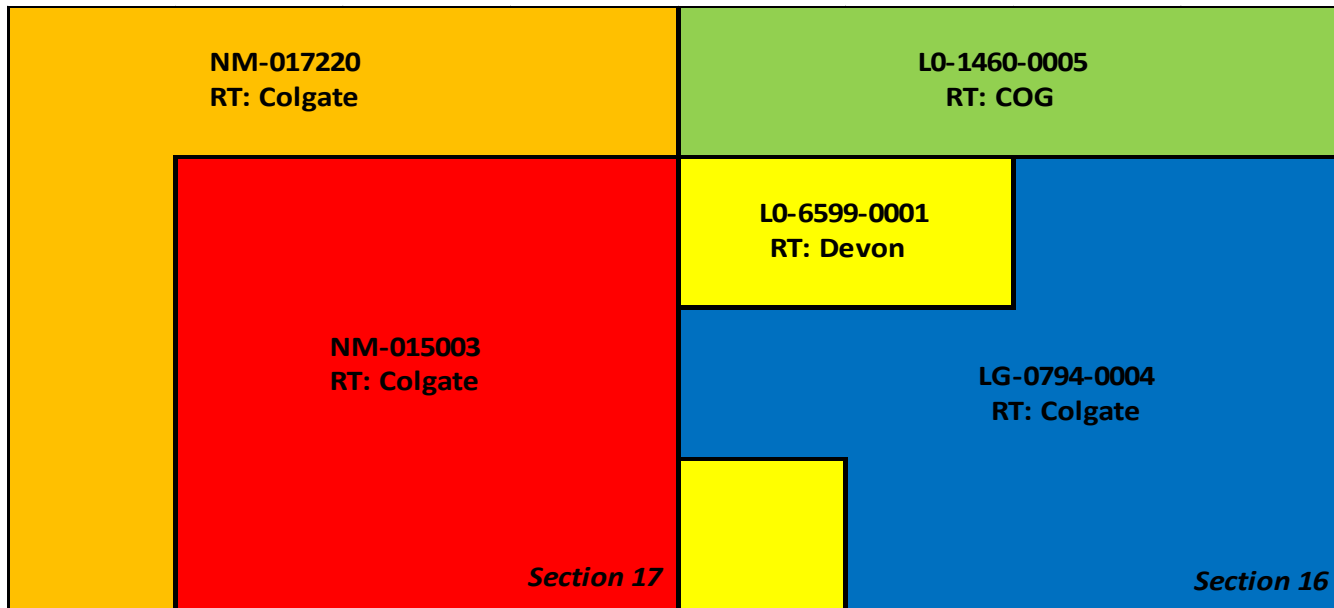 NM-017220
RT: Colgate
L0-1460-0005
RT: COG
L0-6599-0001
RT: Devon
NM-015003
RT: Colgate
LG-0794-0004
RT: Colgate
Section 17
Section 16